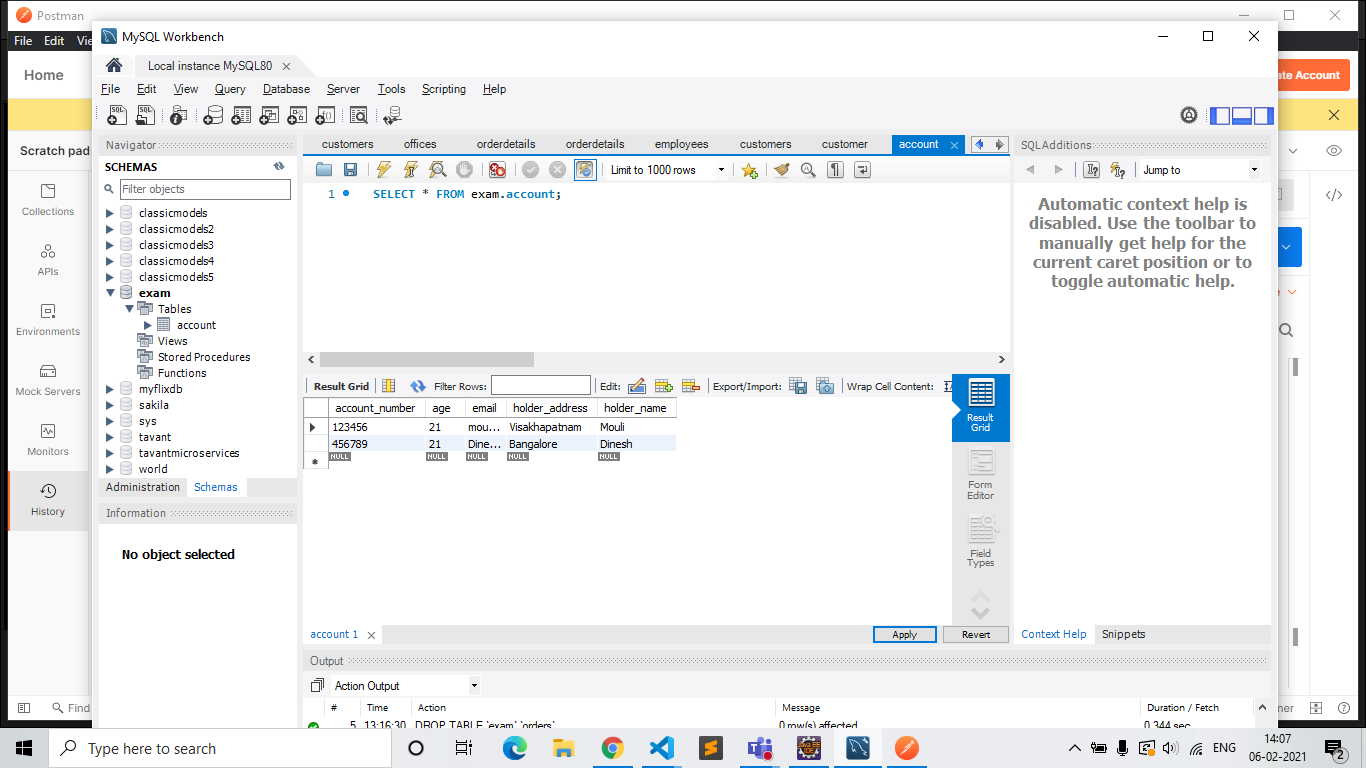 Postman
File Edit Vie
MySQL Workbench
Home
Local instance MySQL80
ate Account
File Edit View Query Database Server Tools Scripting Help
Scratch pad
Navigator
customers offices orderdetails orderdetails employees customers customer account
SQLAdditions
SCHEMAS
Limit to 1000 rows
Jump to
Filter objects
1 SELECT * FROM exam.account;
Collections
APIs
Environments
Mock Servers
Monitors
History
classicmodels
classicmodels2
classicmodels3
classicmodels4
classicmodels5
exam
Tables
account
Views
Stored Procedures
Functions
myflixdb
sakila
sys
tavant
tavantmicroservices
world
Automatic context help is
disabled. Use the toolbar to
manually get help for the
current caret position or to
toggle automatic help.
Result Grid Filter Rows: Edit: Export/Import: Wrap Cell Content:
account_number age email holder_address holder_name
123456 21 mou... Visakhapatnam Mouli
456789 21 Dine... Bangalore Dinesh
NULL NULL NULL NULL NULL
Result
Grid
Form
Editor
Field
Types
Administration Schemas
Information
No object selected
account 1
Apply Revert
Context Help Snippets
Output
Action Output
# Time Action Message Duration / Fetch
5 13:16:30 DROP TABLE `exam`.`orders` 0 row(s) affected 0.344 sec
Find
ner
Type here to search
ENG
14:07
06-02-2021
2